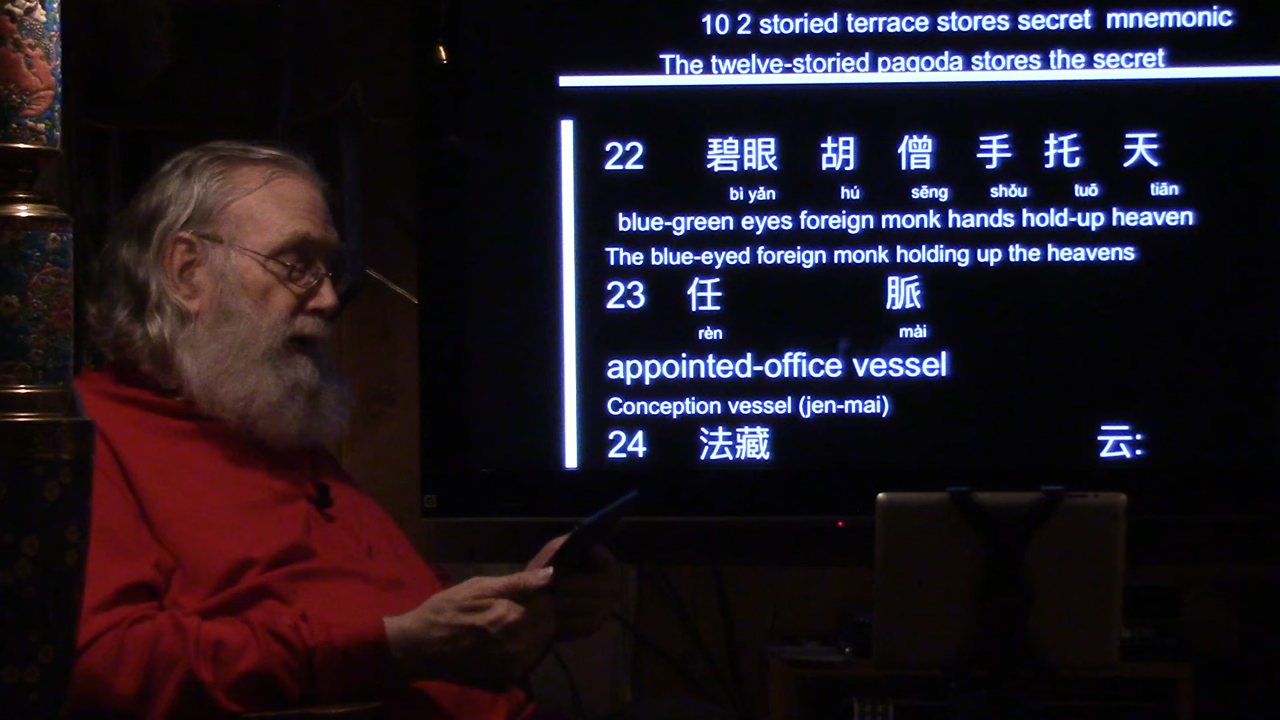 10 2 storied terrace stores secret mnemonic
The twelve-storied pagoda stores the secret
22 碧眼 胡 僧 手 托 天
bì yǎn hú sēng shǒu tuō tiān
blue-green eyes foreign monk hands hold-up heaven
The blue-eyed foreign monk holding up the heavens
23 任 脈
rèn mài
appointed-office vessel
Conception vessel (jen-mai)
24 法藏 云: